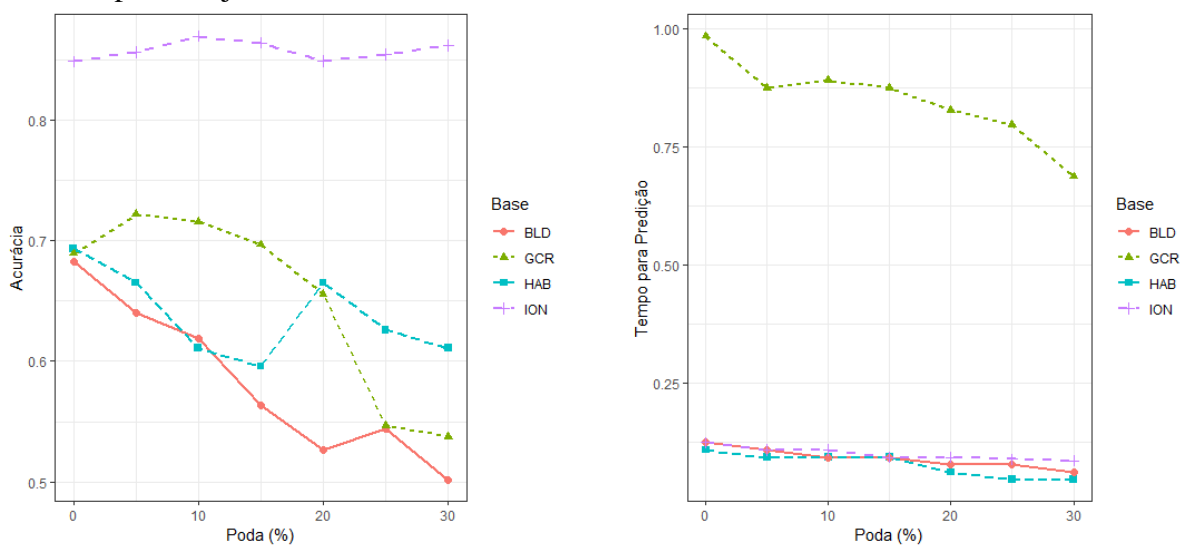 0.8
0.7
0.6
0.5
Acurácia
0
10
20
30
Poda (%)
Base
BLD
GCR
HAB
ION
1.00
0.75
0.50
0.25
Tempo para Predição
0
10
20
30
Poda (%)
Base
BLD
GCR
HAB
ION